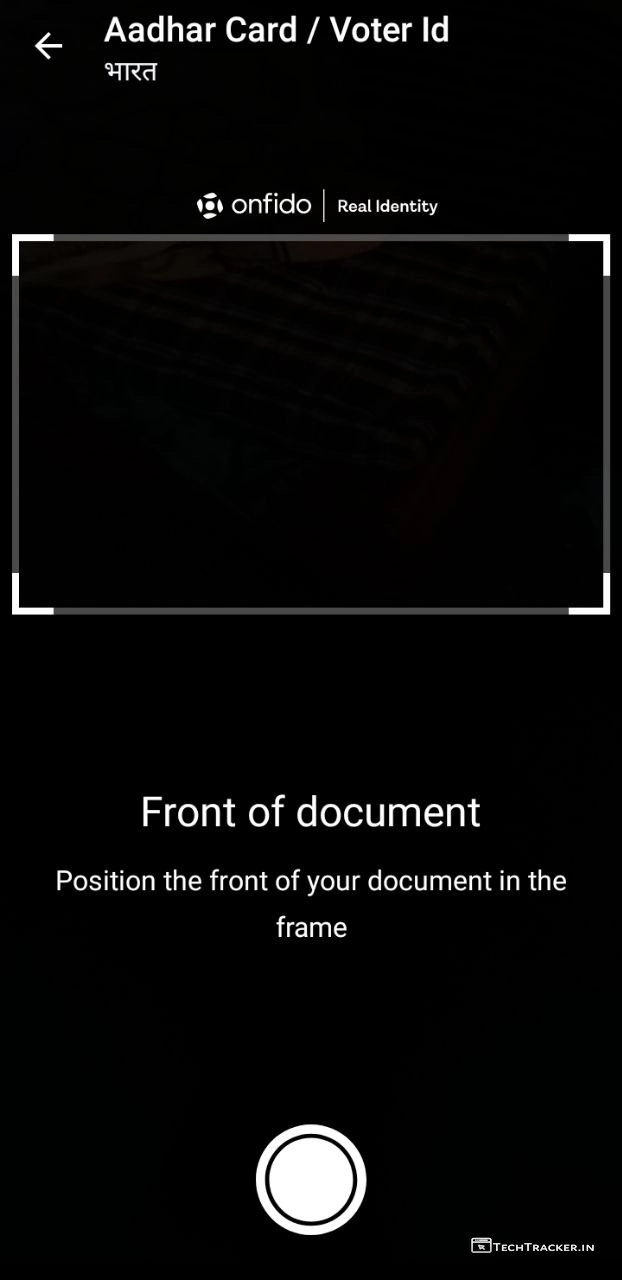 Aadhar Card / Voter Id
भारत
onfido | Real Identity
Front of document
Position the front of your document in the
frame
TECHTRACKER.IN